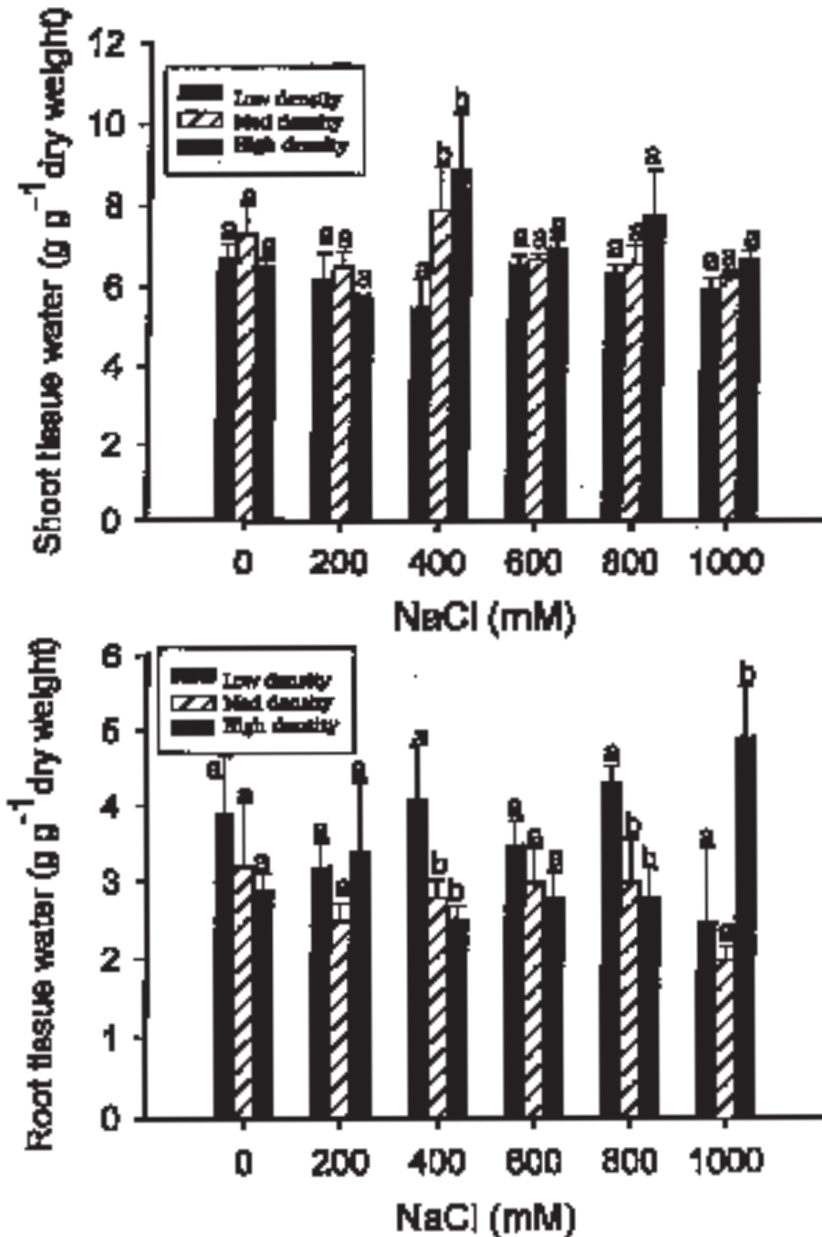 Shoot tissue water (g g⁻¹ dry weight)
12
10
8
6
4
2
0
Low density
Med density
High density
a a a
a a a
a b b
a a a
a a a
a a a
0 200 400 600 800 1000
NaCl (mM)
Root tissue water (g g⁻¹ dry weight)
6
5
4
3
2
1
0
Low density
Med density
High density
a a a
a a a
a b b
a a a
a b b
a a b
0 200 400 600 800 1000
NaCl (mM)